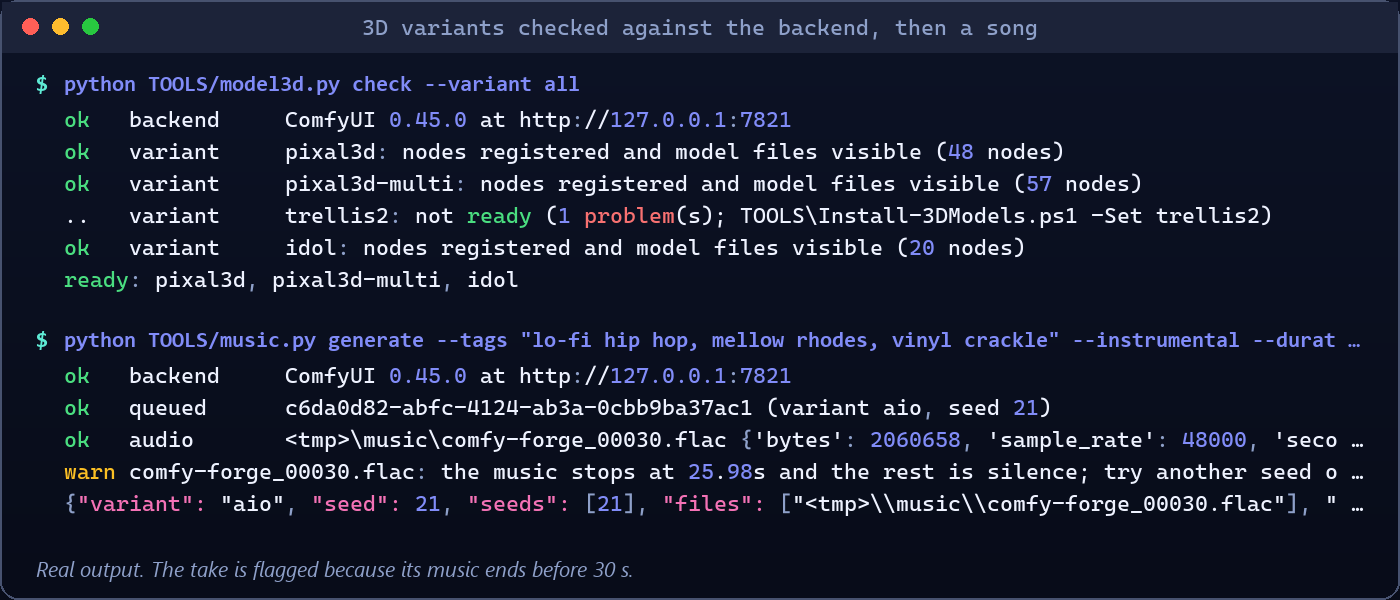 3D variants checked against the backend, then a song
$ python TOOLS/model3d.py check --variant all
ok backend ComfyUI 0.45.0 at http://127.0.0.1:7821
ok variant pixal3d: nodes registered and model files visible (48 nodes)
ok variant pixal3d-multi: nodes registered and model files visible (57 nodes)
.. variant trellis2: not ready (1 problem(s); TOOLS\Install-3DModels.ps1 -Set trellis2)
ok variant idol: nodes registered and model files visible (20 nodes)
ready: pixal3d, pixal3d-multi, idol
$ python TOOLS/music.py generate --tags "lo-fi hip hop, mellow rhodes, vinyl crackle" --instrumental --durat …
ok backend ComfyUI 0.45.0 at http://127.0.0.1:7821
ok queued c6da0d82-abfc-4124-ab3a-0cbb9ba37ac1 (variant aio, seed 21)
ok audio <tmp>\music\comfy-forge_00030.flac {'bytes': 2060658, 'sample_rate': 48000, 'seco …
warn comfy-forge_00030.flac: the music stops at 25.98s and the rest is silence; try another seed o …
{"variant": "aio", "seed": 21, "seeds": [21], "files": ["<tmp>\\music\\comfy-forge_00030.flac"], " …
Real output. The take is flagged because its music ends before 30 s.